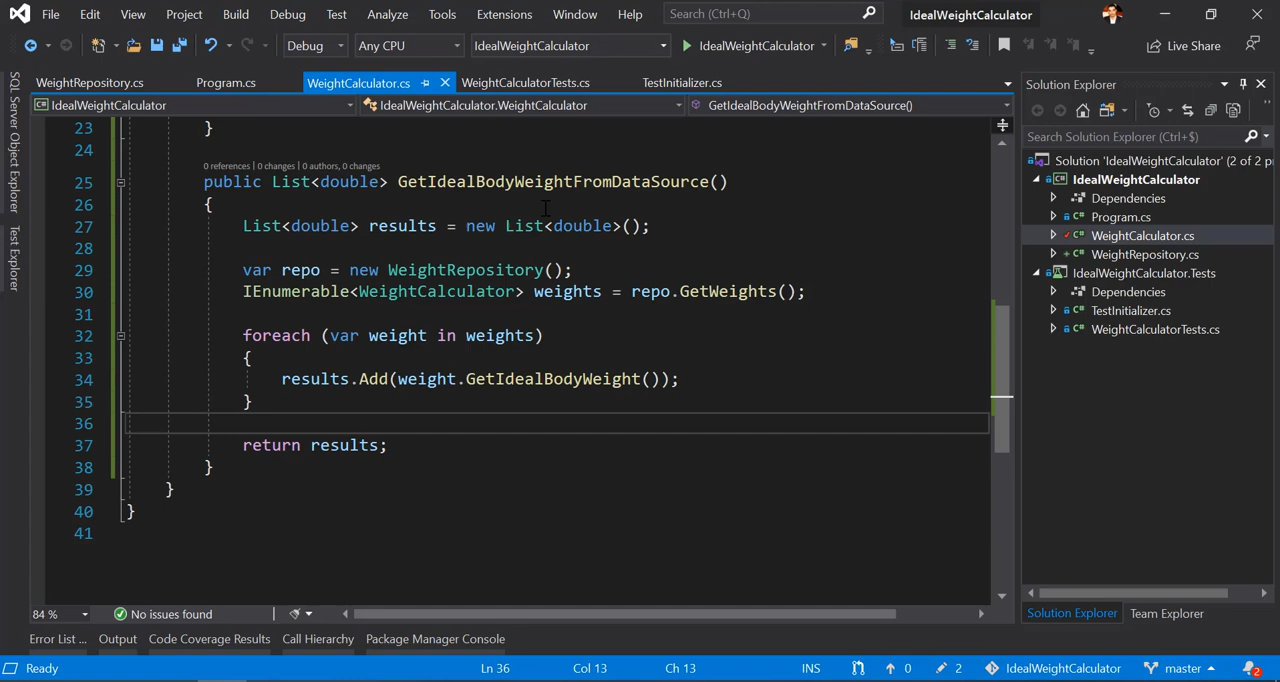 File Edit View Project Build Debug Test Analyze Tools Extensions Window Help Search (Ctrl+Q) IdealWeightCalculator
Debug Any CPU IdealWeightCalculator IdealWeightCalculator Live Share
WeightRepository.cs Program.cs WeightCalculator.cs WeightCalculatorTests.cs TestInitializer.cs
IdealWeightCalculator IdealWeightCalculator.WeightCalculator GetIdealBodyWeightFromDataSource()
23 }
24
0 references | 0 changes | 0 authors, 0 changes
25 public List<double> GetIdealBodyWeightFromDataSource()
26 {
27 List<double> results = new List<double>();
28
29 var repo = new WeightRepository();
30 IEnumerable<WeightCalculator> weights = repo.GetWeights();
31
32 foreach (var weight in weights)
33 {
34 results.Add(weight.GetIdealBodyWeight());
35 }
36
37 return results;
38 }
39 }
40 }
41
84 % No issues found
SQL Server Object Explorer
Test Explorer
Solution Explorer
Search Solution Explorer (Ctrl+$)
Solution 'IdealWeightCalculator' (2 of 2 p
IdealWeightCalculator
Dependencies
C# Program.cs
C# WeightCalculator.cs
C# WeightRepository.cs
IdealWeightCalculator.Tests
Dependencies
C# TestInitializer.cs
C# WeightCalculatorTests.cs
Solution Explorer Team Explorer
Error List ... Output Code Coverage Results Call Hierarchy Package Manager Console
Ready Ln 36 Col 13 Ch 13 INS 0 2 IdealWeightCalculator master 2